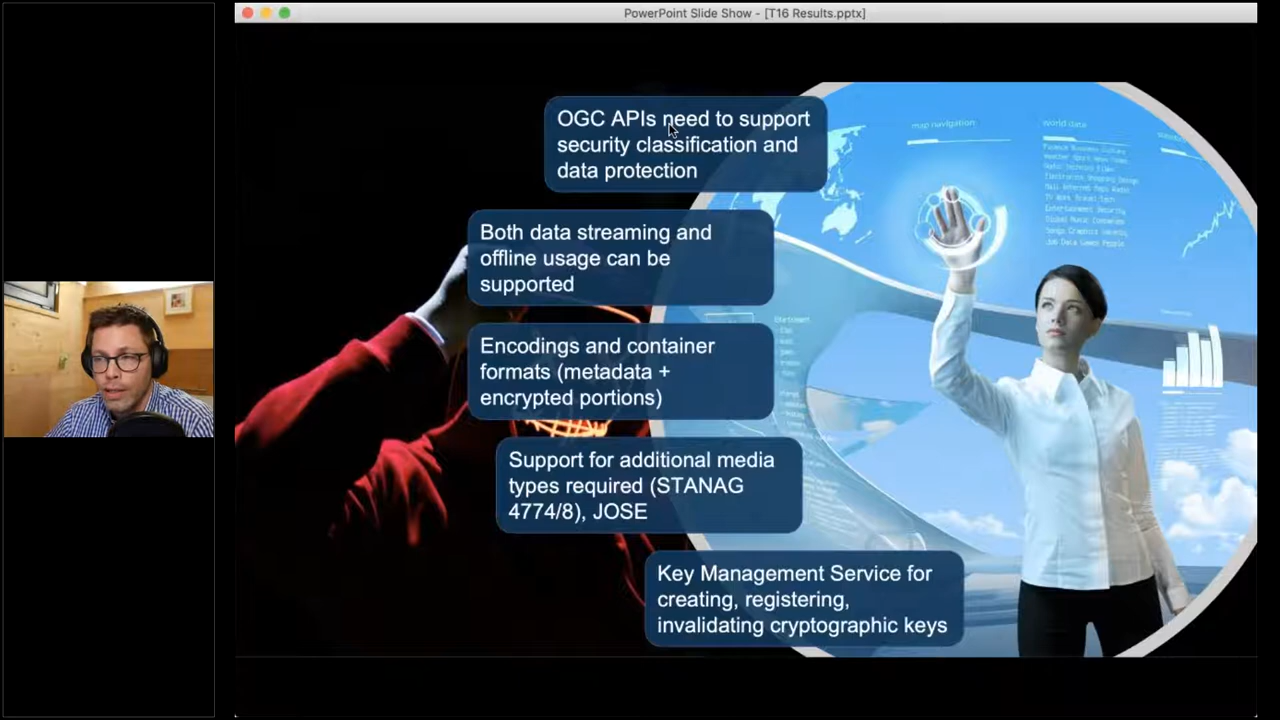 PowerPoint Slide Show - [T16 Results.pptx]
OGC APIs need to support
security classification and
data protection
Both data streaming and
offline usage can be
supported
Encodings and container
formats (metadata +
encrypted portions)
Support for additional media
types required (STANAG
4774/8), JOSE
Key Management Service for
creating, registering,
invalidating cryptographic keys
map navigation
world data